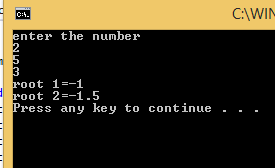 C:\.
C:\WIN
enter the number
2
5
3
root 1=-1
root 2=-1.5
Press any key to continue . . .